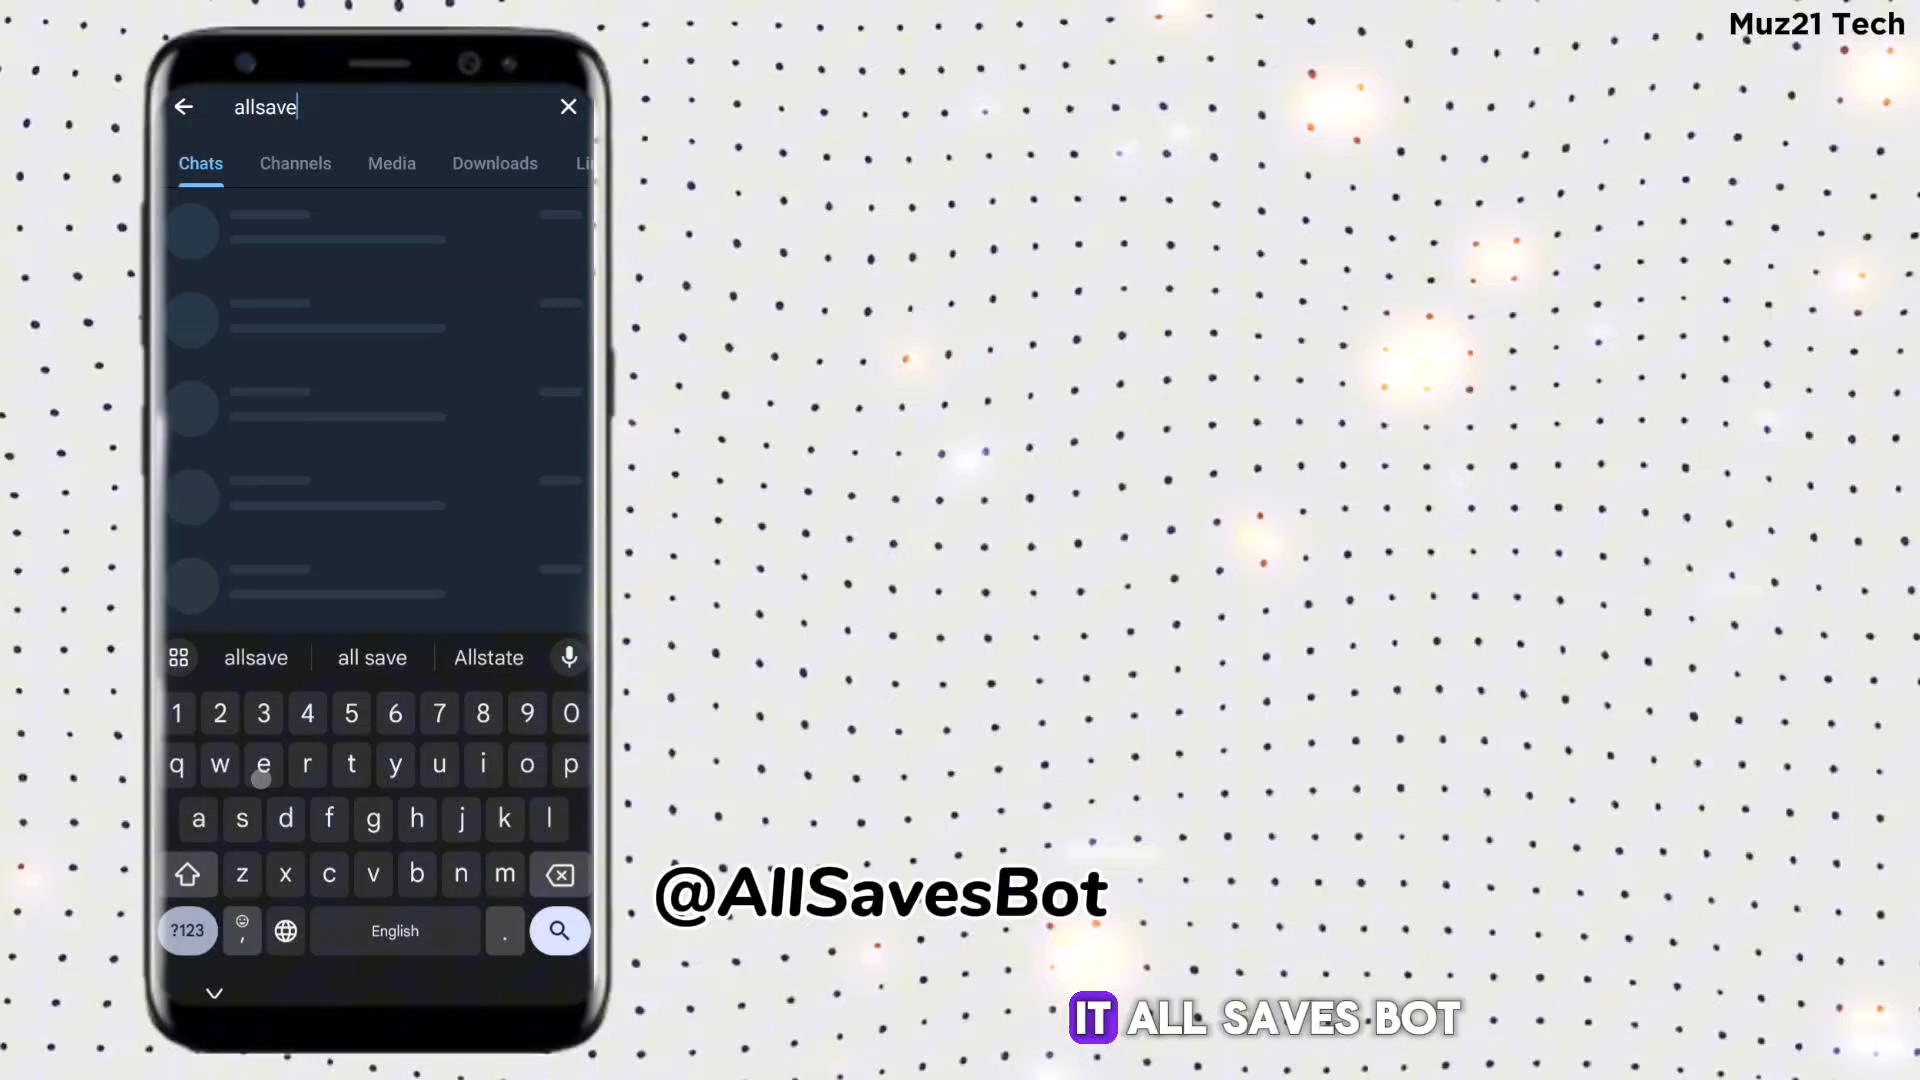 Muz21 Tech
allsave
Chats Channels Media Downloads Li
allsave all save Allstate
1 2 3 4 5 6 7 8 9 0
q w e r t y u i o p
a s d f g h j k l
z x c v b n m
?123 , English .
@AllSavesBot
IT ALL SAVES BOT